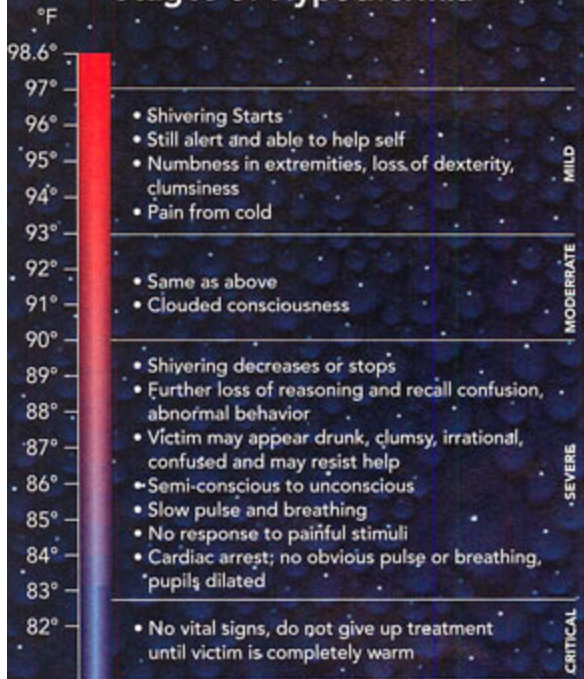 Stages of Hypothermia
°F
98.6°
97°
96°
95°
94°
93°
92°
91°
90°
89°
88°
87°
86°
85°
84°
83°
82°
• Shivering Starts
• Still alert and able to help self
• Numbness in extremities, loss of dexterity,
clumsiness
• Pain from cold
MILD
• Same as above
• Clouded consciousness
MODERRATE
• Shivering decreases or stops
• Further loss of reasoning and recall confusion,
abnormal behavior
• Victim may appear drunk, clumsy, irrational,
confused and may resist help
• Semi-conscious to unconscious
• Slow pulse and breathing
• No response to painful stimuli
• Cardiac arrest; no obvious pulse or breathing,
pupils dilated
SEVERE
• No vital signs, do not give up treatment
until victim is completely warm
CRITICAL